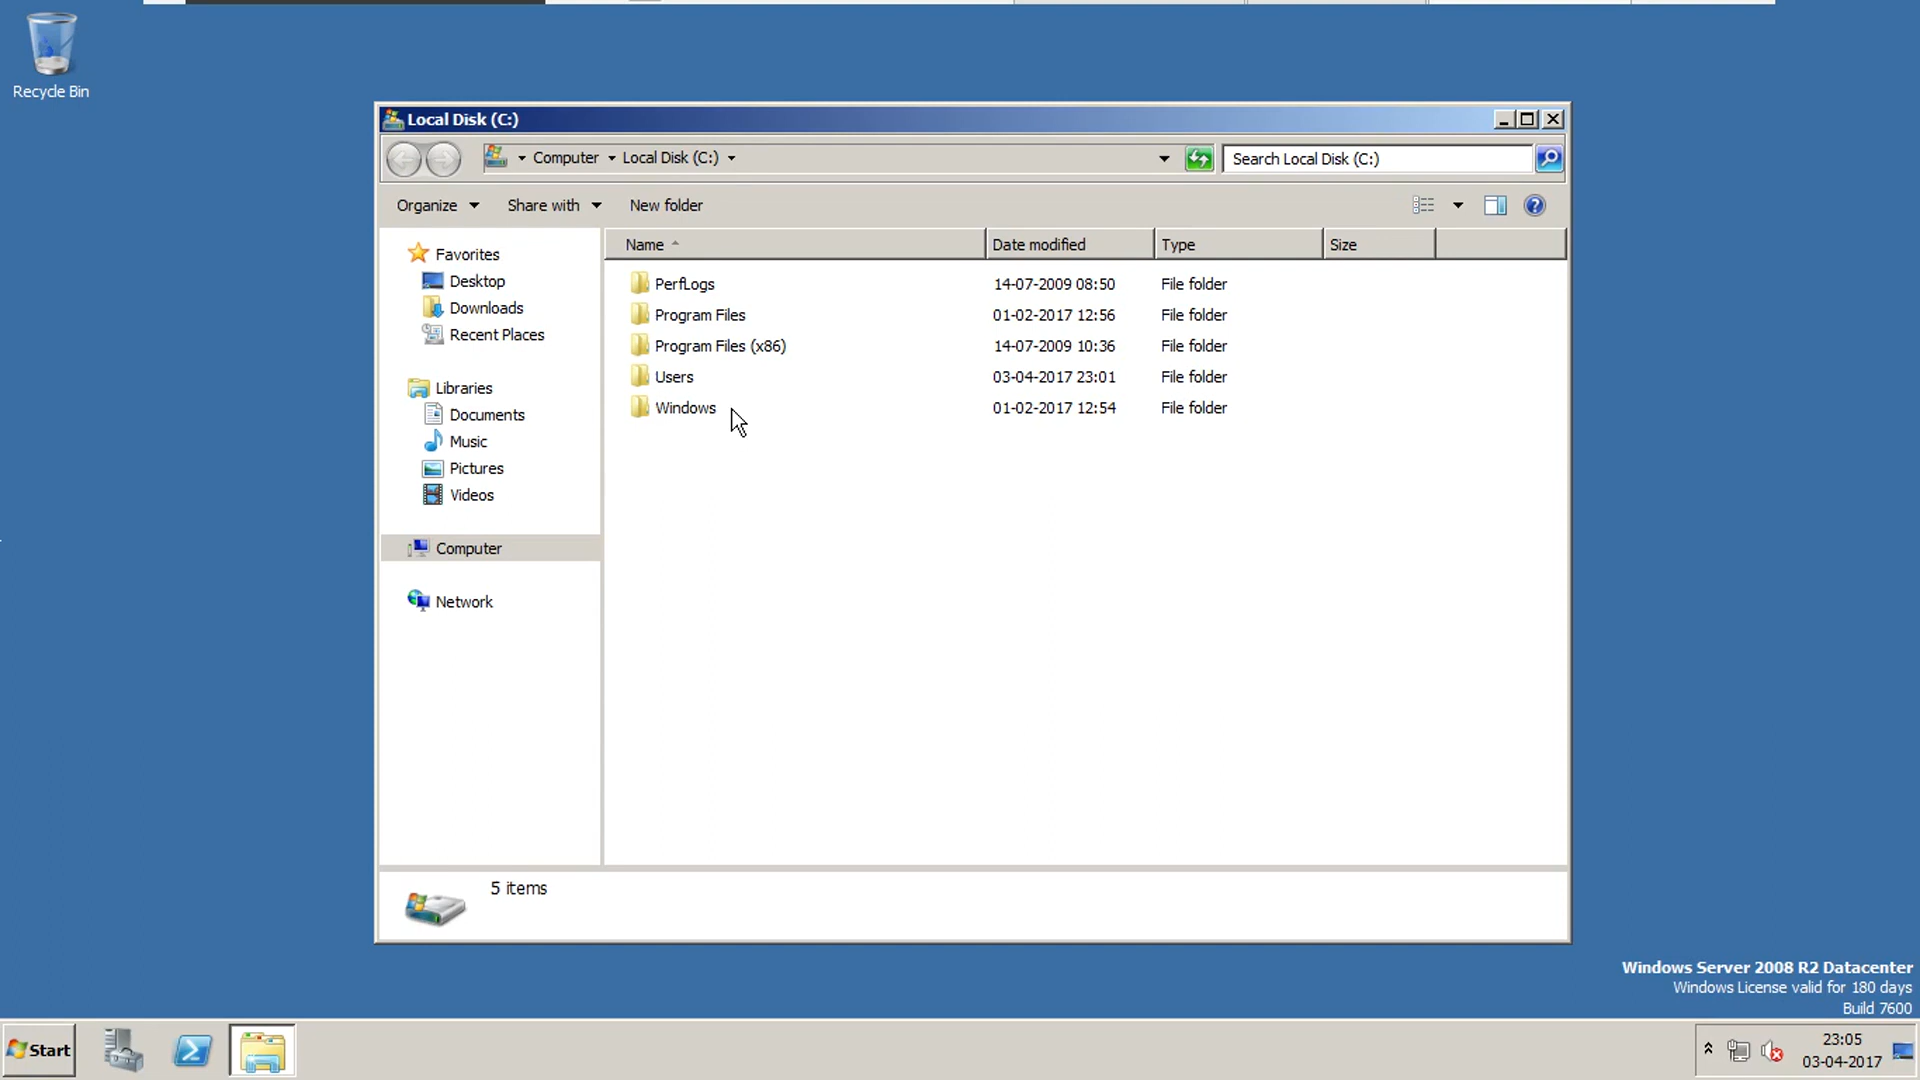 Recycle Bin
Local Disk (C:)
Computer Local Disk (C:)
Search Local Disk (C:)
Organize Share with New folder
Name Date modified Type Size
Favorites
Desktop
Downloads
Recent Places
Libraries
Documents
Music
Pictures
Videos
Computer
Network
PerfLogs 14-07-2009 08:50 File folder
Program Files 01-02-2017 12:56 File folder
Program Files (x86) 14-07-2009 10:36 File folder
Users 03-04-2017 23:01 File folder
Windows 01-02-2017 12:54 File folder
5 items
Windows Server 2008 R2 Datacenter
Windows License valid for 180 days
Build 7600
Start
23:05
03-04-2017